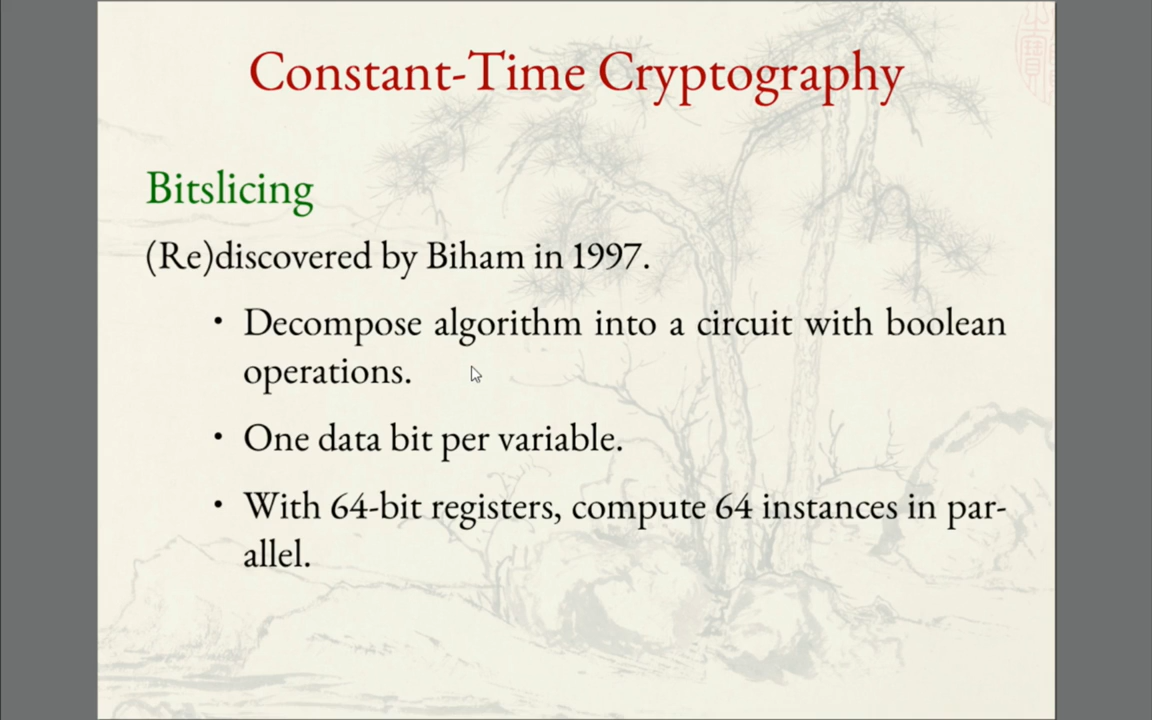 Constant-Time Cryptography
Bitslicing
(Re)discovered by Biham in 1997.
• Decompose algorithm into a circuit with boolean
operations.
• One data bit per variable.
• With 64-bit registers, compute 64 instances in par-
allel.